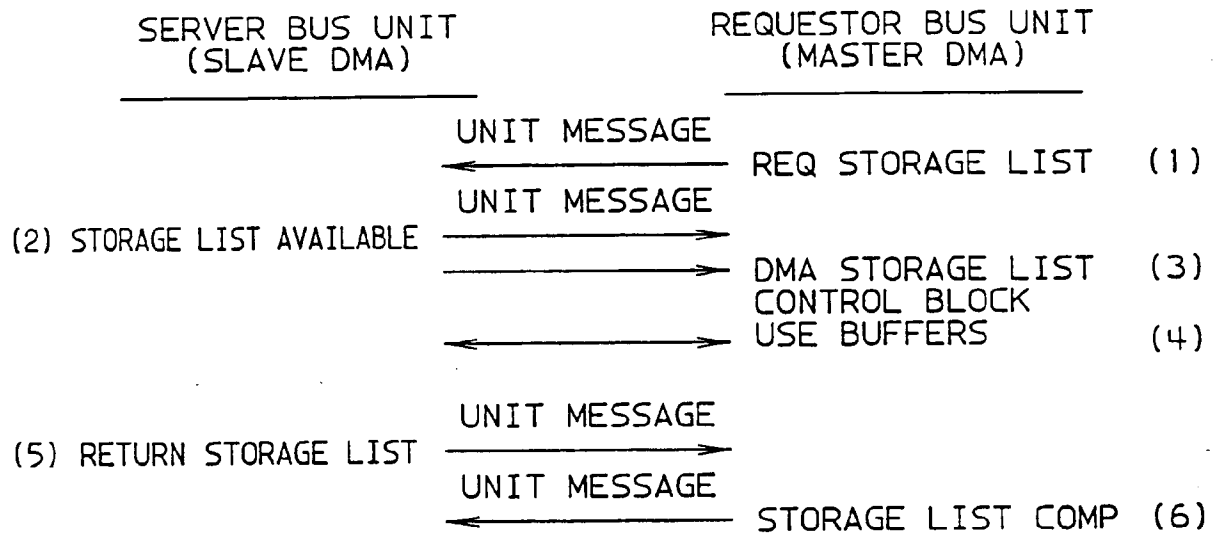 SERVER BUS UNIT
(SLAVE DMA)
REQUESTOR BUS UNIT
(MASTER DMA)
UNIT MESSAGE
REQ STORAGE LIST (1)
UNIT MESSAGE
(2) STORAGE LIST AVAILABLE
DMA STORAGE LIST (3)
CONTROL BLOCK
USE BUFFERS (4)
UNIT MESSAGE
(5) RETURN STORAGE LIST
UNIT MESSAGE
STORAGE LIST COMP (6)